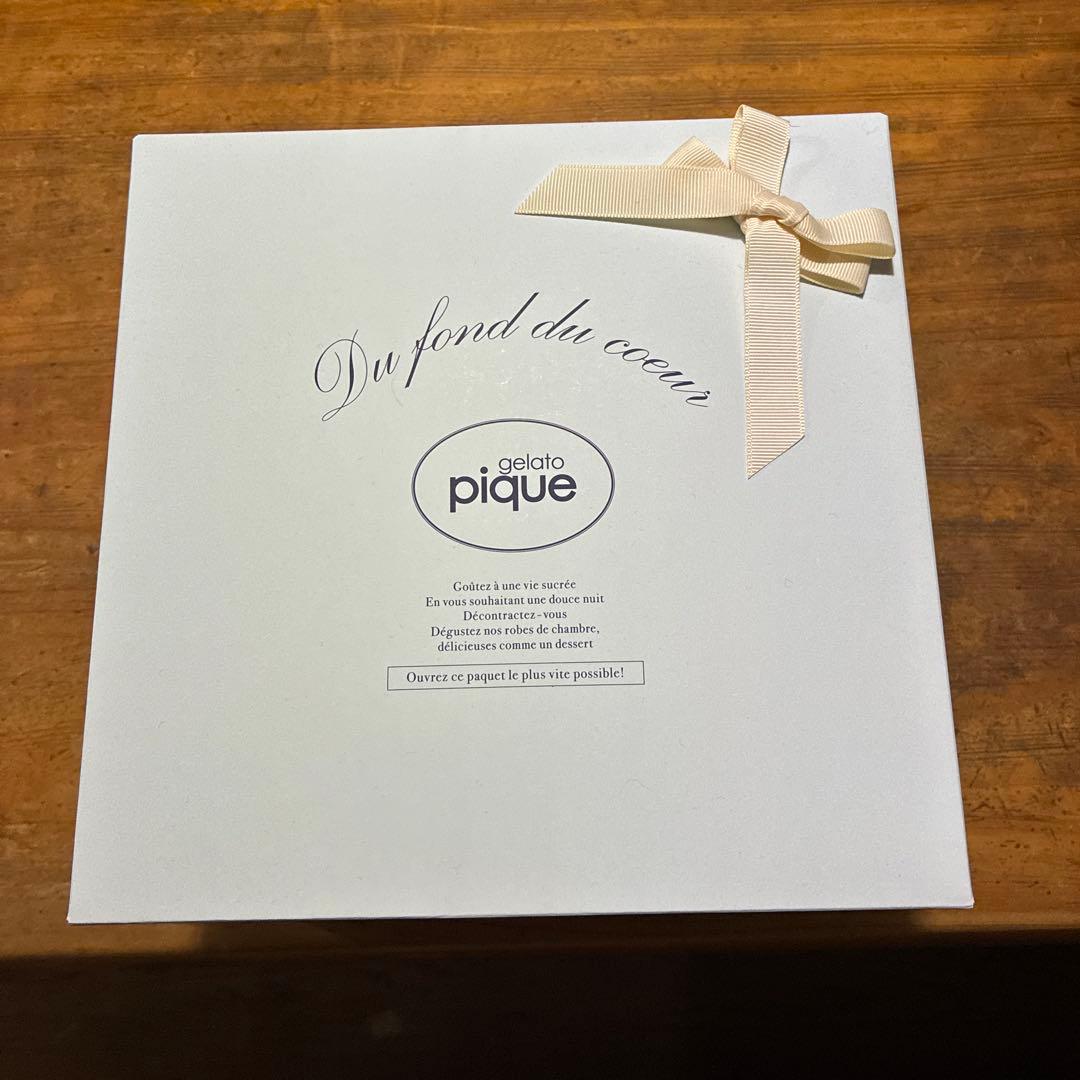 Du fond du coeur
gelato
pique
Goûtez à une vie sucrée
En vous souhaitant une douce nuit
Décontractez-vous
Dégustez nos robes de chambre,
délicieuses comme un dessert
Ouvrez ce paquet le plus vite possible!